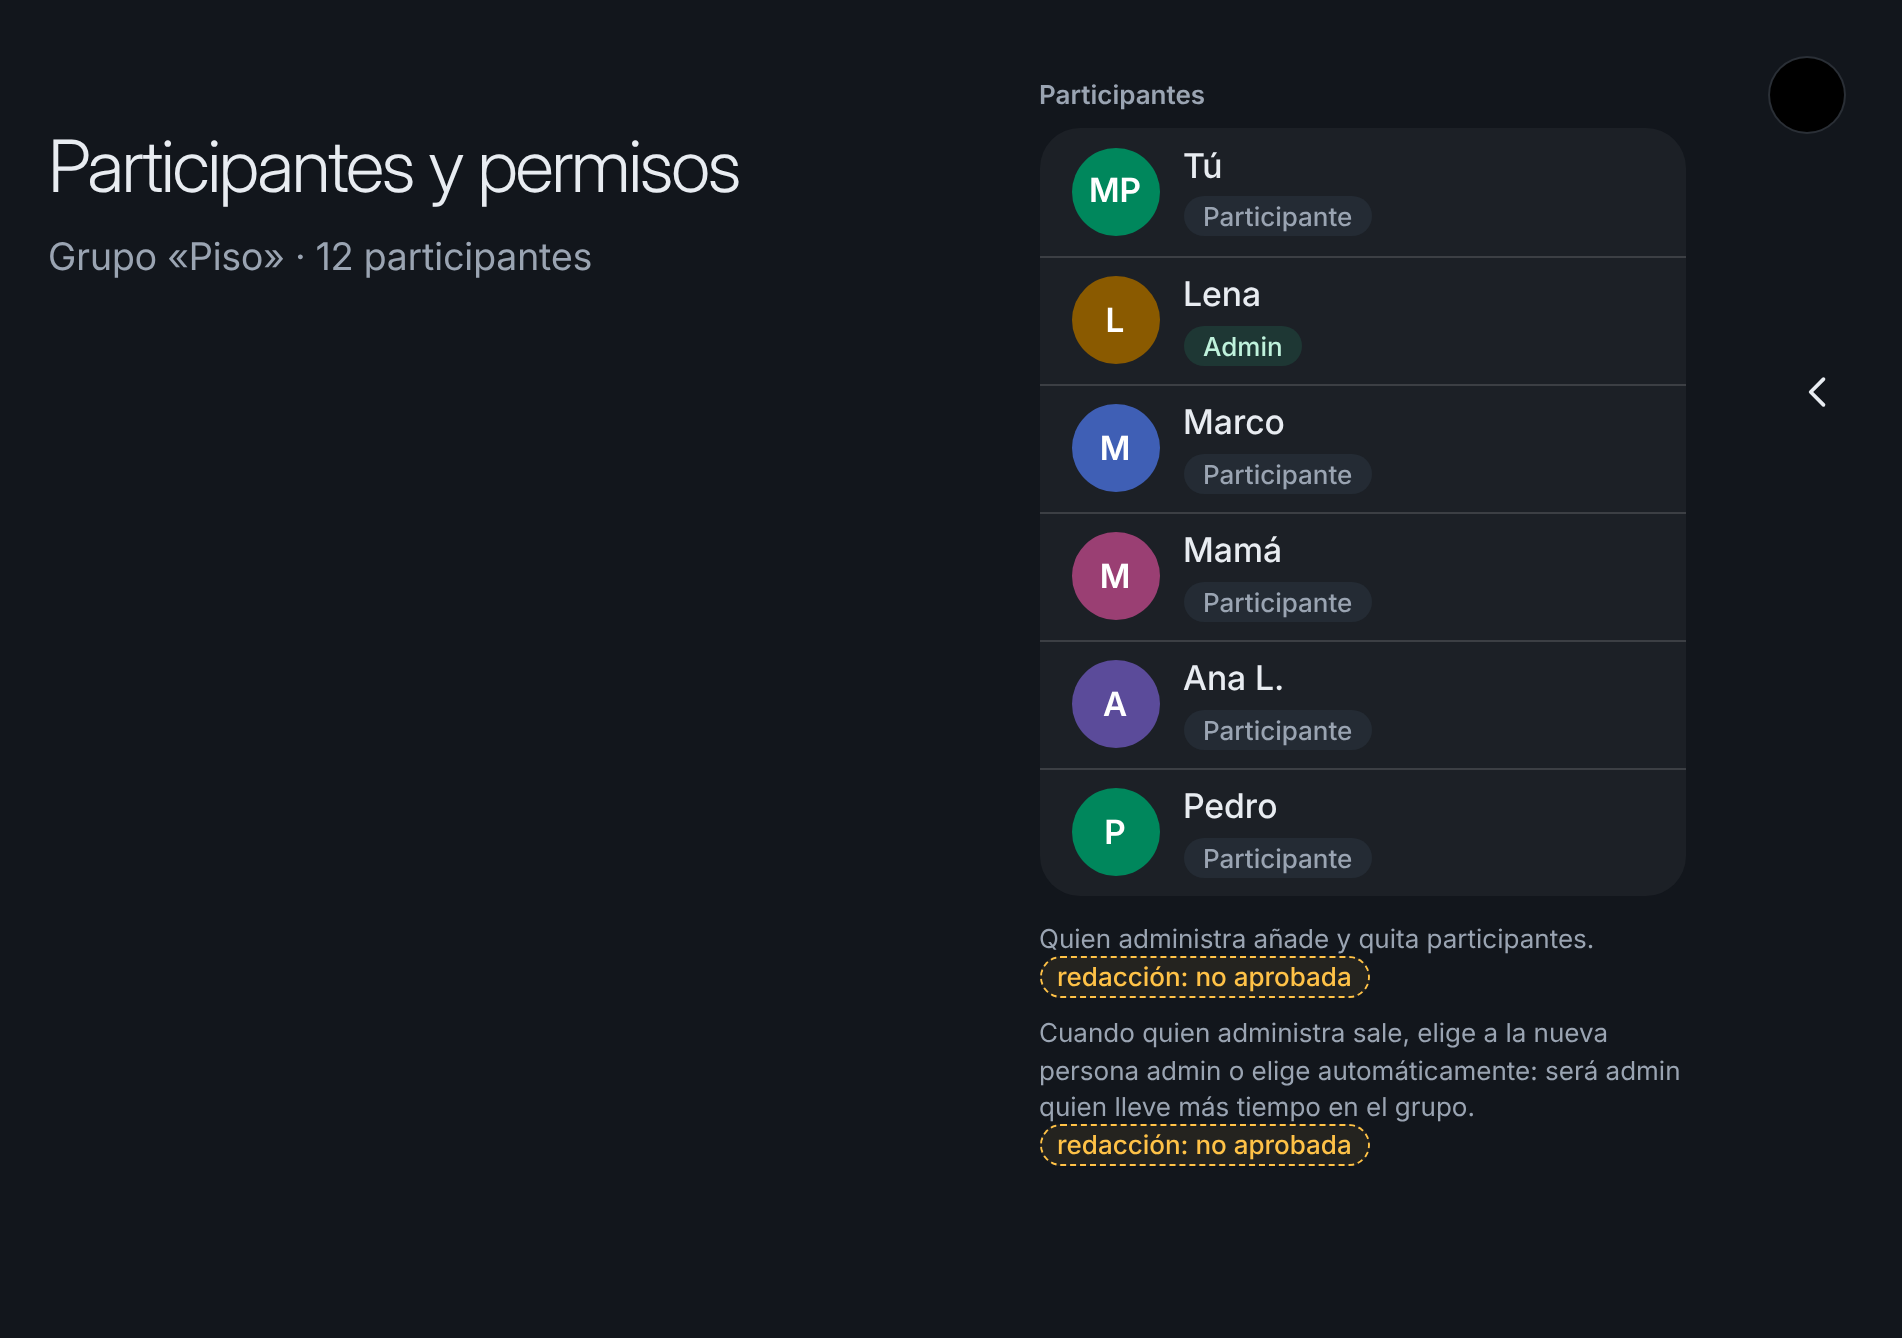 Participantes y permisos
Grupo «Piso» · 12 participantes
Participantes
MP
Tú
Participante
L
Lena
Admin
M
Marco
Participante
M
Mamá
Participante
A
Ana L.
Participante
P
Pedro
Participante
Quien administra añade y quita participantes.
redacción: no aprobada
Cuando quien administra sale, elige a la nueva
persona admin o elige automáticamente: será admin
quien lleve más tiempo en el grupo.
redacción: no aprobada